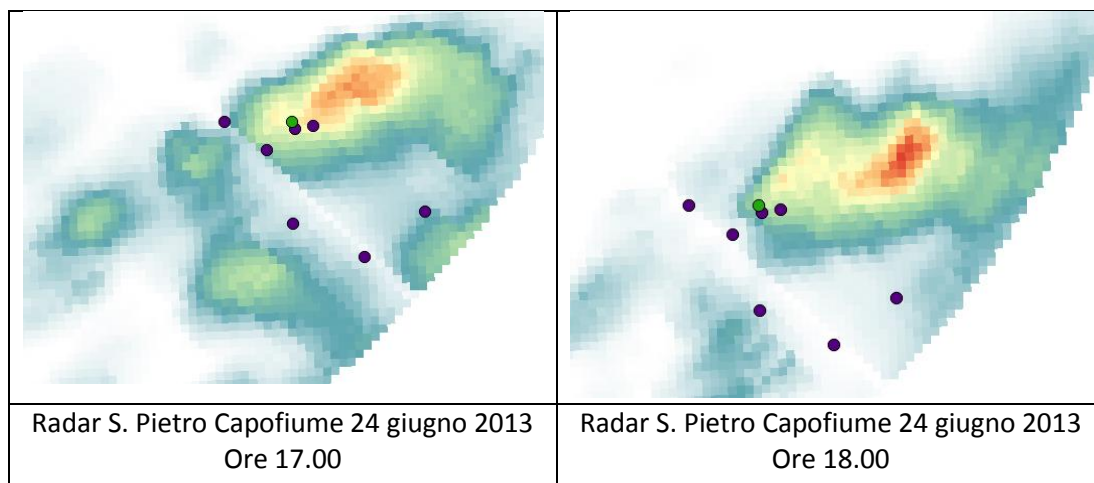 Radar S. Pietro Capofiume 24 giugno 2013
Ore 17.00
Radar S. Pietro Capofiume 24 giugno 2013
Ore 18.00